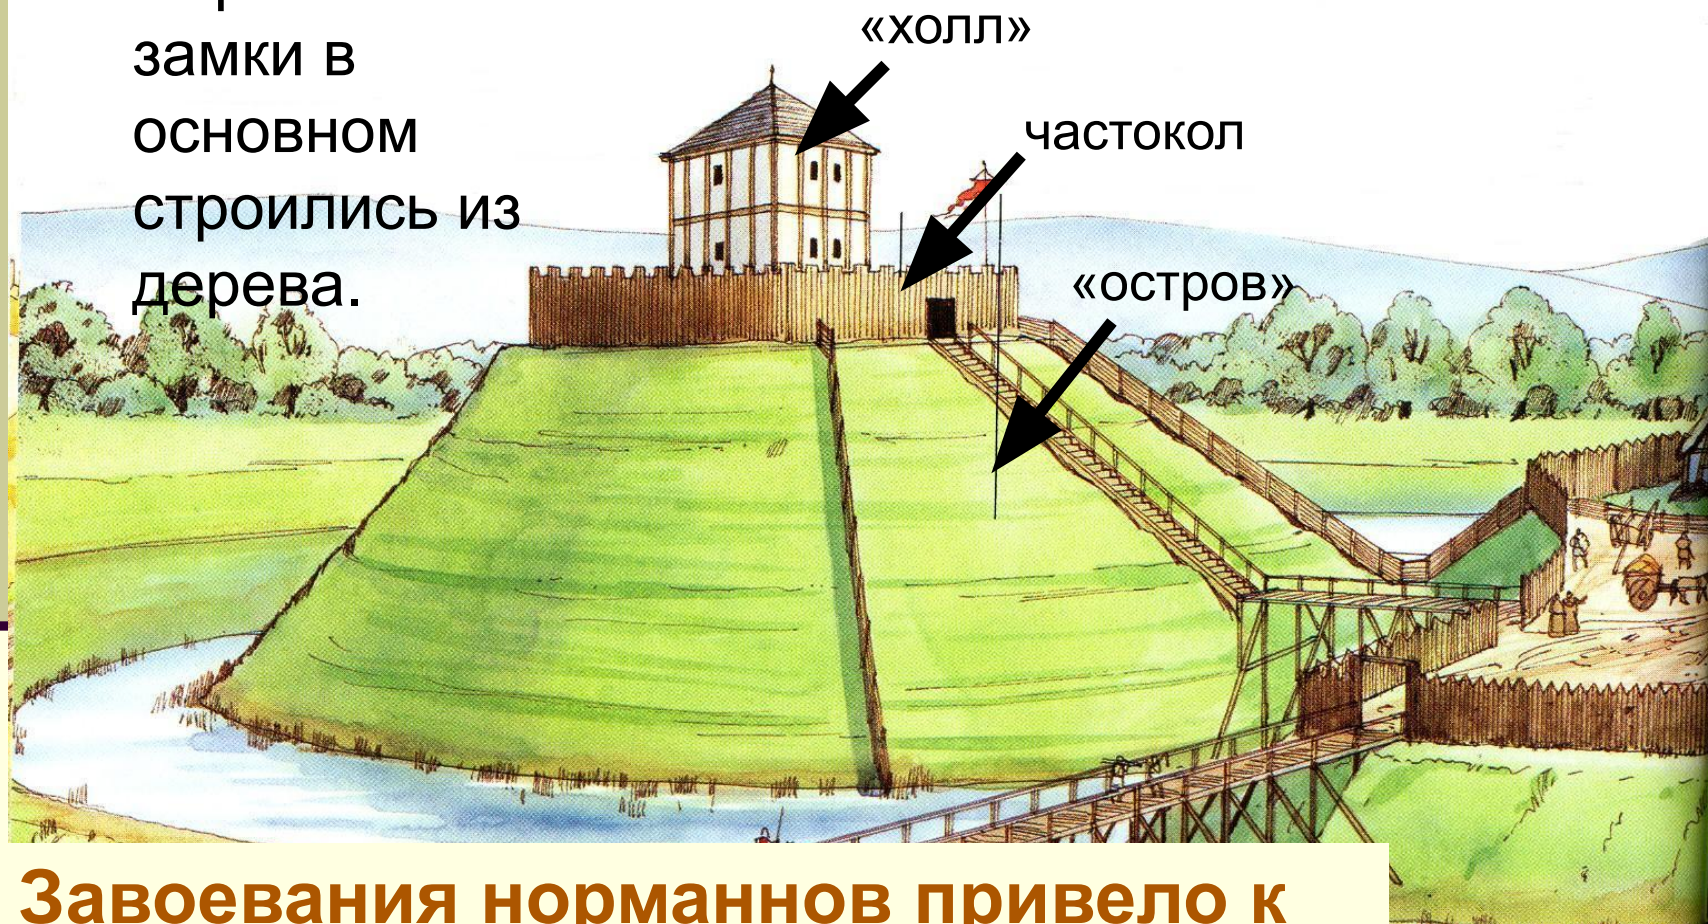 замки в
основном
строились из
дерева.
«холл»
частокол
«остров»
Завоевания норманнов привело к